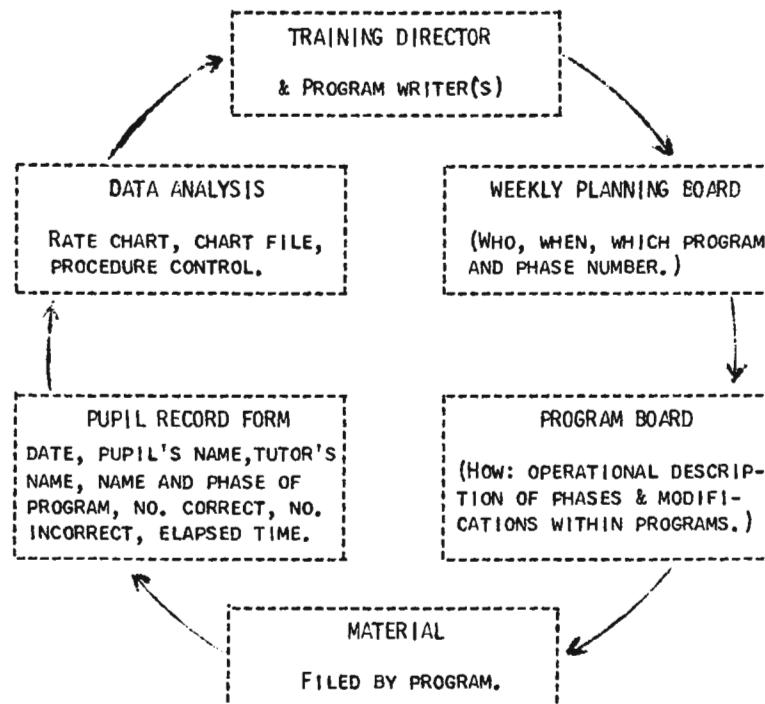 TRAINING DIRECTOR
& PROGRAM WRITER(S)
WEEKLY PLANNING BOARD
(WHO, WHEN, WHICH PROGRAM
AND PHASE NUMBER.)
PROGRAM BOARD
(HOW: OPERATIONAL DESCRIP-
TION OF PHASES & MODIFI-
CATIONS WITHIN PROGRAMS.)
MATERIAL
FILED BY PROGRAM.
PUPIL RECORD FORM
DATE, PUPIL'S NAME,TUTOR'S
NAME, NAME AND PHASE OF
PROGRAM, NO. CORRECT, NO.
INCORRECT, ELAPSED TIME.
DATA ANALYSIS
RATE CHART, CHART FILE,
PROCEDURE CONTROL.